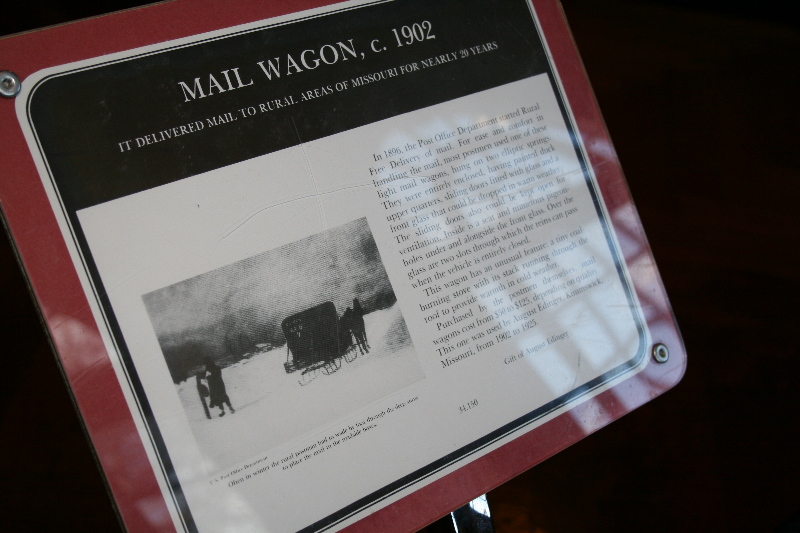 MAIL WAGON, c. 1902
IT DELIVERED MAIL TO RURAL AREAS OF MISSOURI FOR NEARLY 20 YEARS
In 1896, the Post Office Department started Rural
Free Delivery of mail. For ease and comfort in
handling the mail, most postmen used one of these
light mail wagons, hung on two elliptic springs.
They were entirely enclosed, having painted duck
upper quarters, sliding doors fitted with glass and a
front glass that could be dropped in warm weather.
The sliding doors also could be kept open for
ventilation. Inside is a seat and numerous pigeon-
holes under and alongside the front glass. Over the
glass are two slots through which the reins can pass
when the vehicle is entirely closed.
This wagon has an unusual feature: a tiny coal
burning stove with its stack running through the
roof to provide warmth in cold weather.
Purchased by the postmen themselves, mail
wagons cost from $50 to $125, depending on quality.
This one was used by August Edinger, Kimmswick,
Missouri, from 1902 to 1925.
Gift of August Edinger
34.130
U. S. Post Office Department
Often in winter the rural postman had to wade by foot through the deep snow
to place the mail in the roadside boxes.